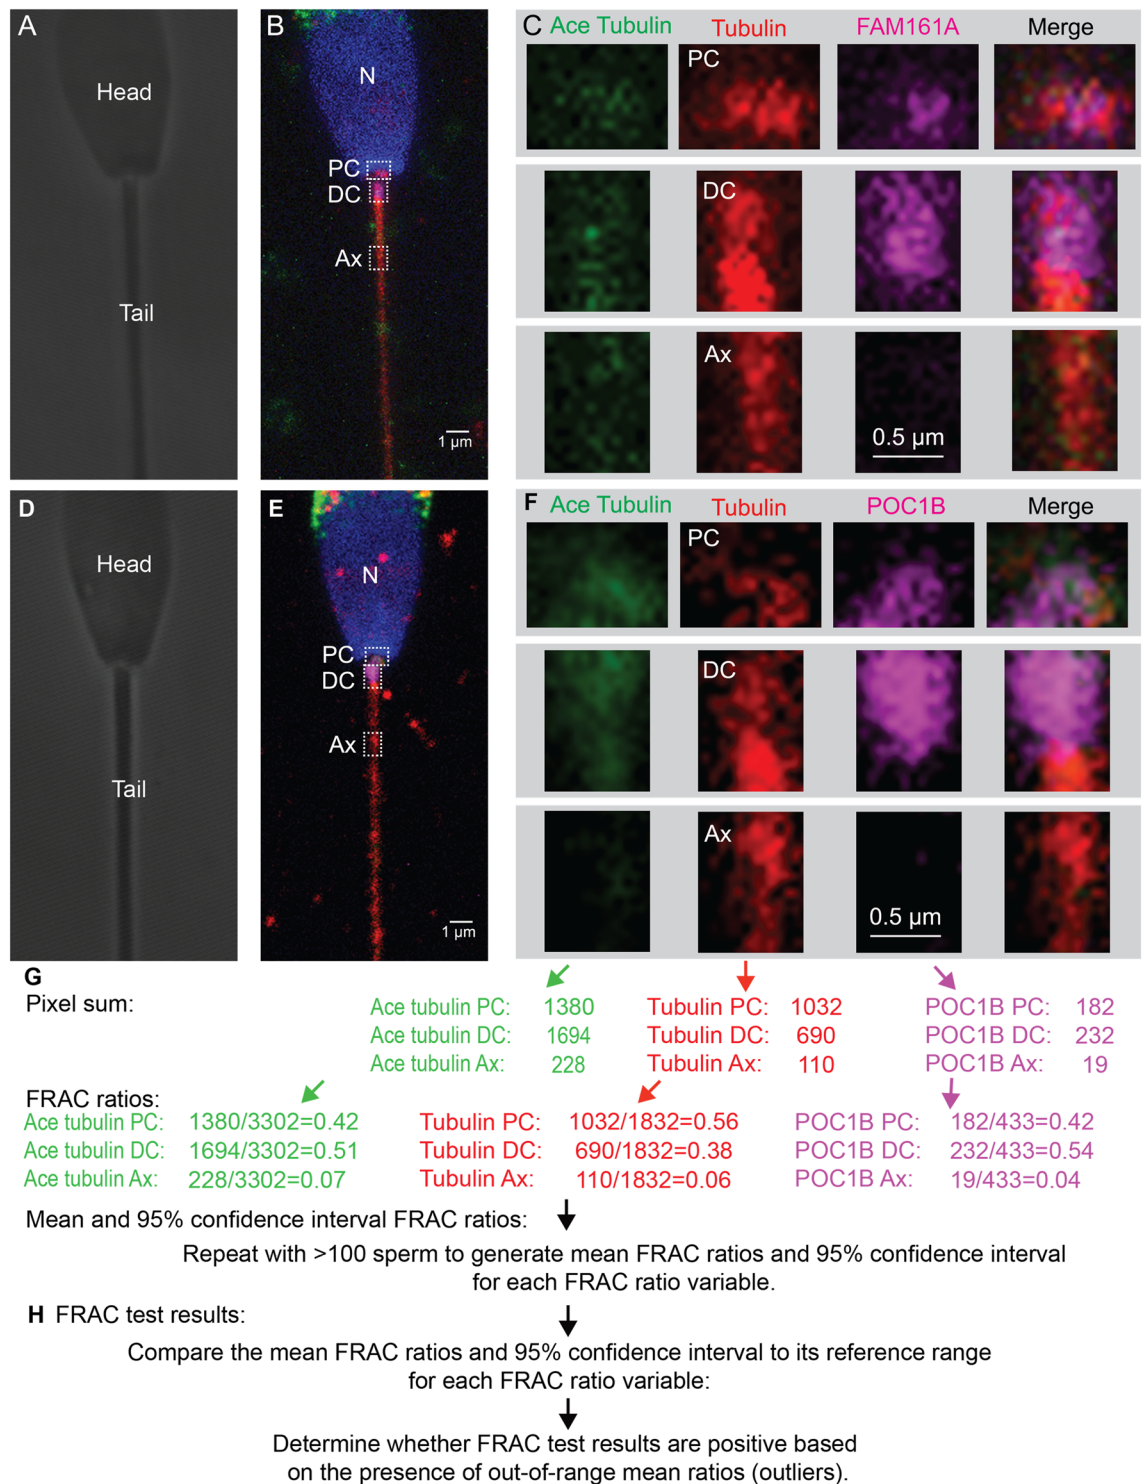 A
Head
Tail
B
N
PC
DC
Ax
1 µm
C Ace Tubulin Tubulin FAM161A Merge
PC
DC
Ax
0.5 µm
D
Head
Tail
E
N
PC
DC
Ax
1 µm
F Ace Tubulin Tubulin POC1B Merge
PC
DC
Ax
0.5 µm
G
Pixel sum:
Ace tubulin PC: 1380 Tubulin PC: 1032 POC1B PC: 182
Ace tubulin DC: 1694 Tubulin DC: 690 POC1B DC: 232
Ace tubulin Ax: 228 Tubulin Ax: 110 POC1B Ax: 19
FRAC ratios:
Ace tubulin PC: 1380/3302=0.42 Tubulin PC: 1032/1832=0.56 POC1B PC: 182/433=0.42
Ace tubulin DC: 1694/3302=0.51 Tubulin DC: 690/1832=0.38 POC1B DC: 232/433=0.54
Ace tubulin Ax: 228/3302=0.07 Tubulin Ax: 110/1832=0.06 POC1B Ax: 19/433=0.04
Mean and 95% confidence interval FRAC ratios:
Repeat with >100 sperm to generate mean FRAC ratios and 95% confidence interval
for each FRAC ratio variable.
H FRAC test results:
Compare the mean FRAC ratios and 95% confidence interval to its reference range
for each FRAC ratio variable:
Determine whether FRAC test results are positive based
on the presence of out-of-range mean ratios (outliers).